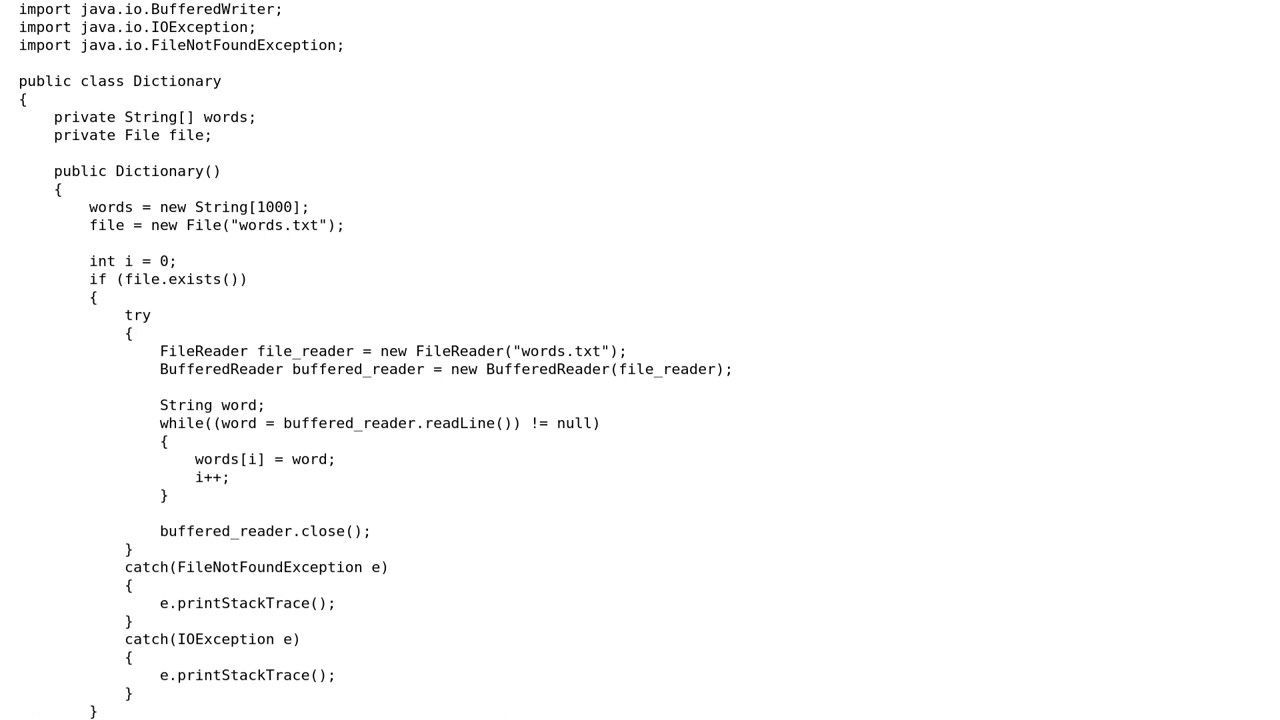 import java.io.BufferedWriter;
import java.io.IOException;
import java.io.FileNotFoundException;

public class Dictionary
{
    private String[] words;
    private File file;

    public Dictionary()
    {
        words = new String[1000];
        file = new File("words.txt");

        int i = 0;
        if (file.exists())
        {
            try
            {
                FileReader file_reader = new FileReader("words.txt");
                BufferedReader buffered_reader = new BufferedReader(file_reader);

                String word;
                while((word = buffered_reader.readLine()) != null)
                {
                    words[i] = word;
                    i++;
                }

                buffered_reader.close();
            }
            catch(FileNotFoundException e)
            {
                e.printStackTrace();
            }
            catch(IOException e)
            {
                e.printStackTrace();
            }
        }